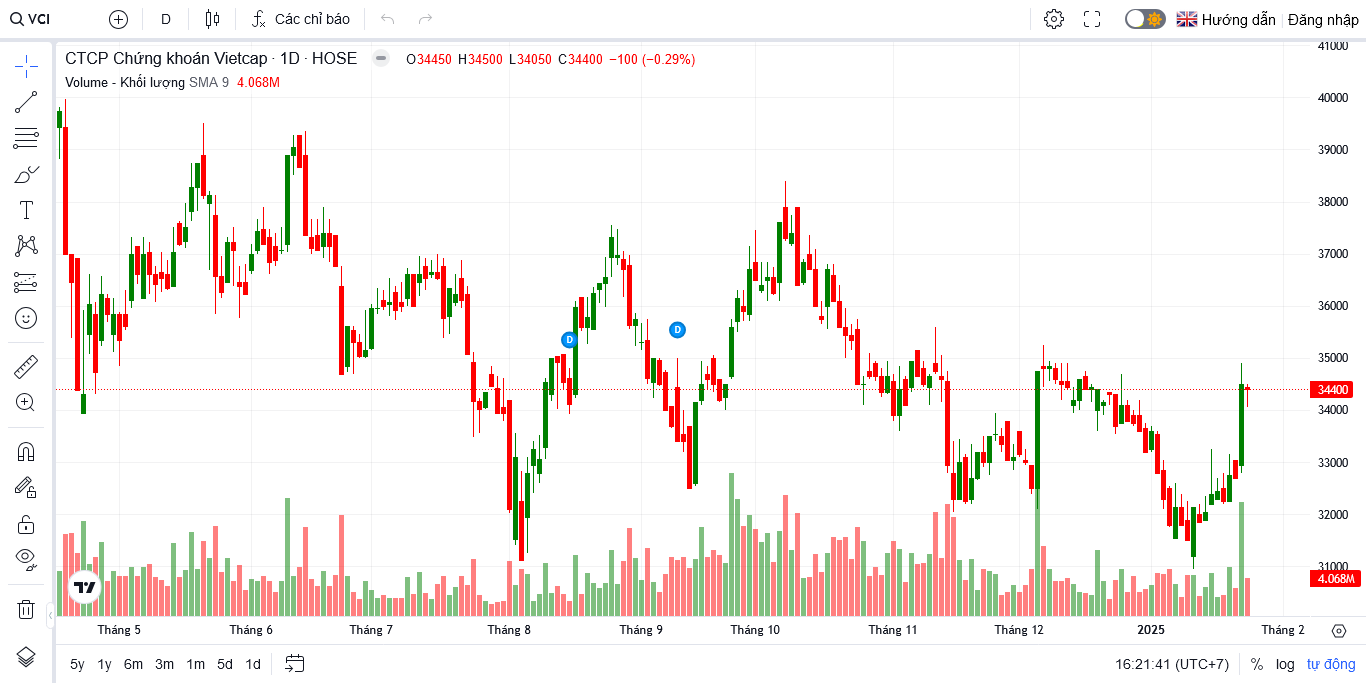 VCI D Các chỉ báo Hướng dẫn Đăng nhập
CTCP Chứng khoán Vietcap · 1D · HOSE O34450 H34500 L34050 C34400 −100 (−0.29%)
Volume - Khối lượng SMA 9 4.068M
41000
40000
39000
38000
37000
36000
35000
34400
34000
33000
32000
31000
4.068M
D
D
Tháng 5 Tháng 6 Tháng 7 Tháng 8 Tháng 9 Tháng 10 Tháng 11 Tháng 12 2025 Tháng 2
5y 1y 6m 3m 1m 5d 1d 16:21:41 (UTC+7) % log tự động